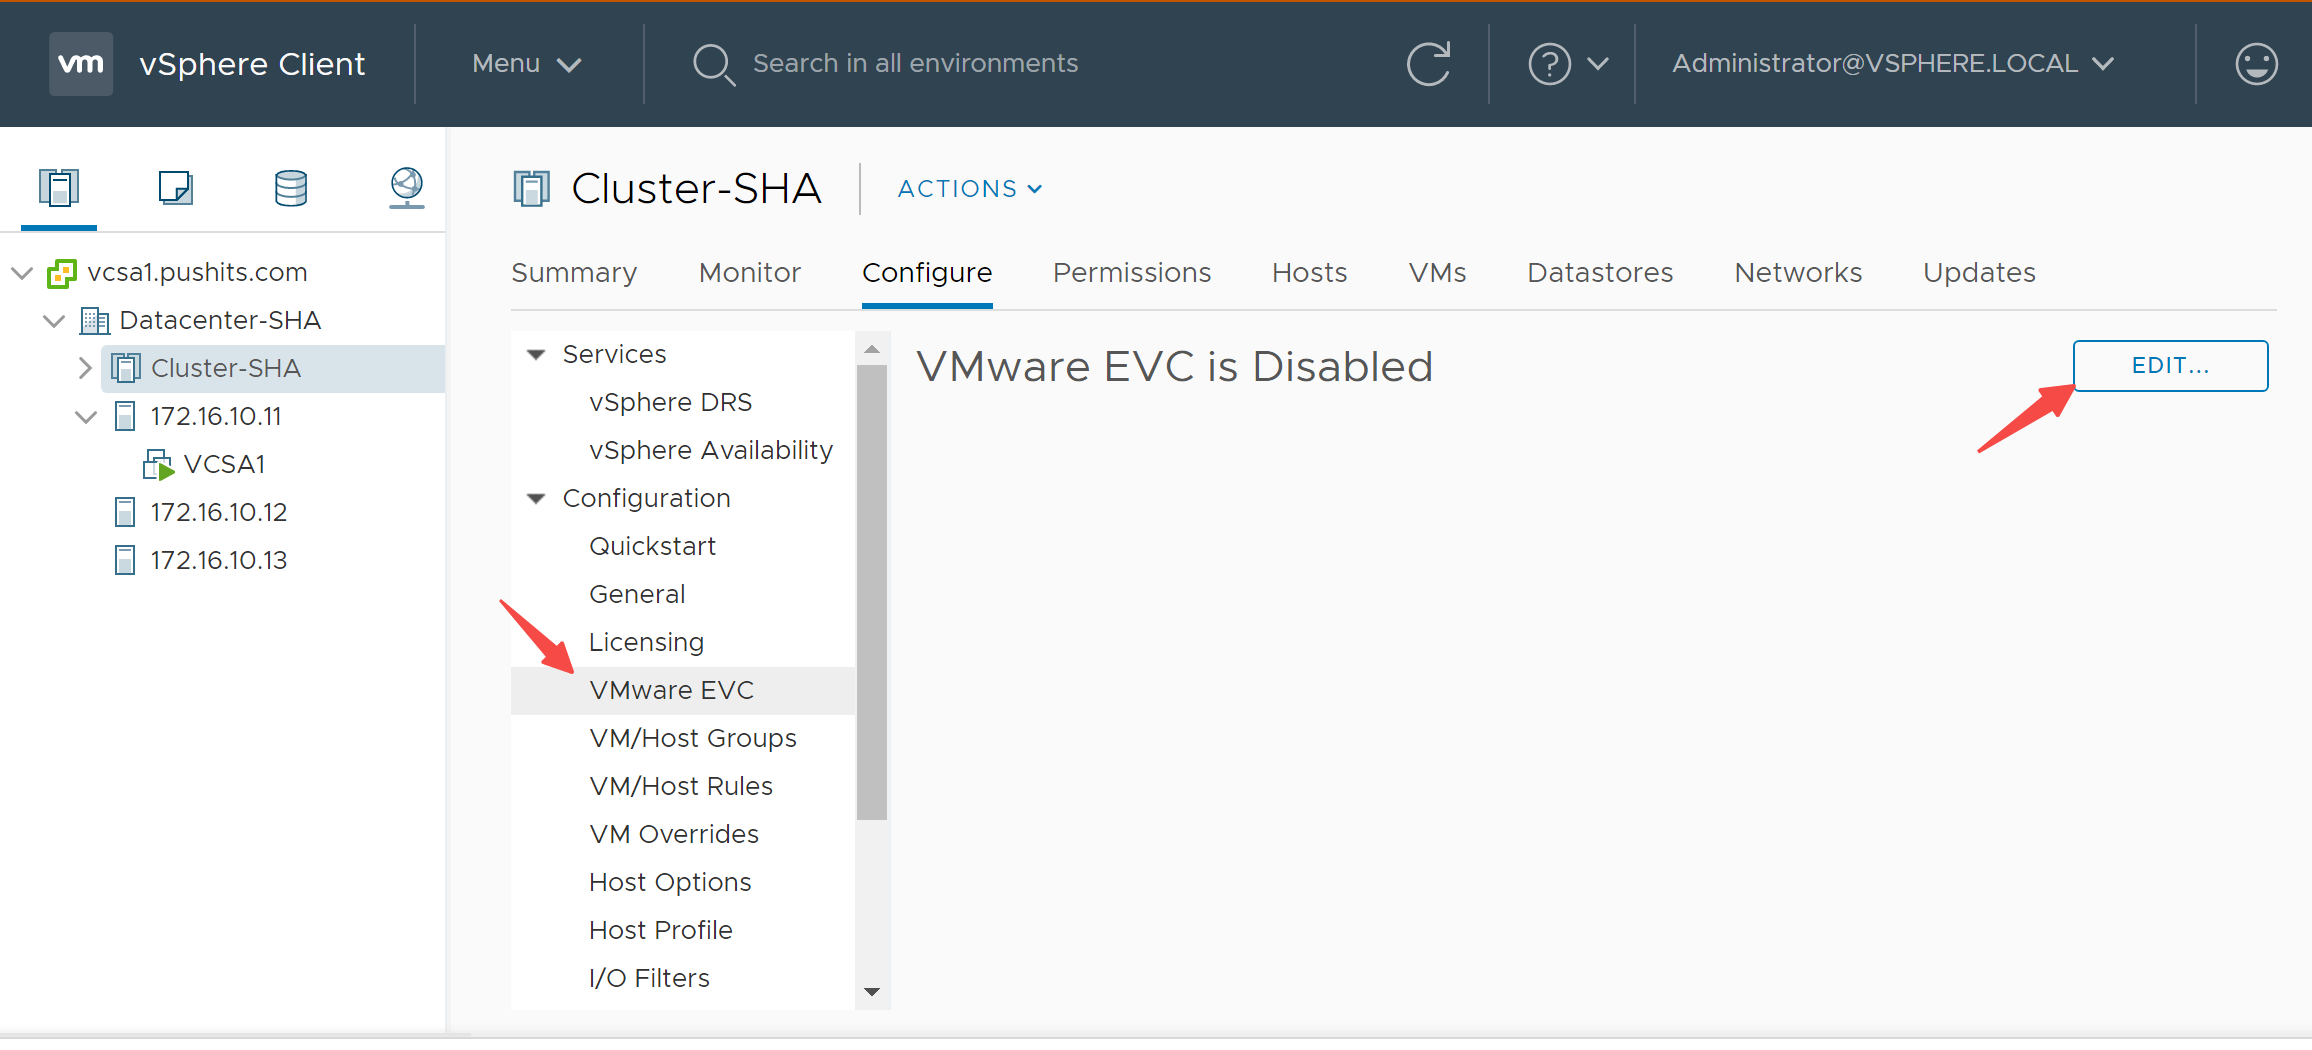 vm vSphere Client Menu Search in all environments ? Administrator@VSPHERE.LOCAL
vcsa1.pushits.com
Datacenter-SHA
Cluster-SHA
172.16.10.11
VCSA1
172.16.10.12
172.16.10.13
Cluster-SHA ACTIONS
Summary Monitor Configure Permissions Hosts VMs Datastores Networks Updates
Services
vSphere DRS
vSphere Availability
Configuration
Quickstart
General
Licensing
VMware EVC
VM/Host Groups
VM/Host Rules
VM Overrides
Host Options
Host Profile
I/O Filters
VMware EVC is Disabled EDIT...